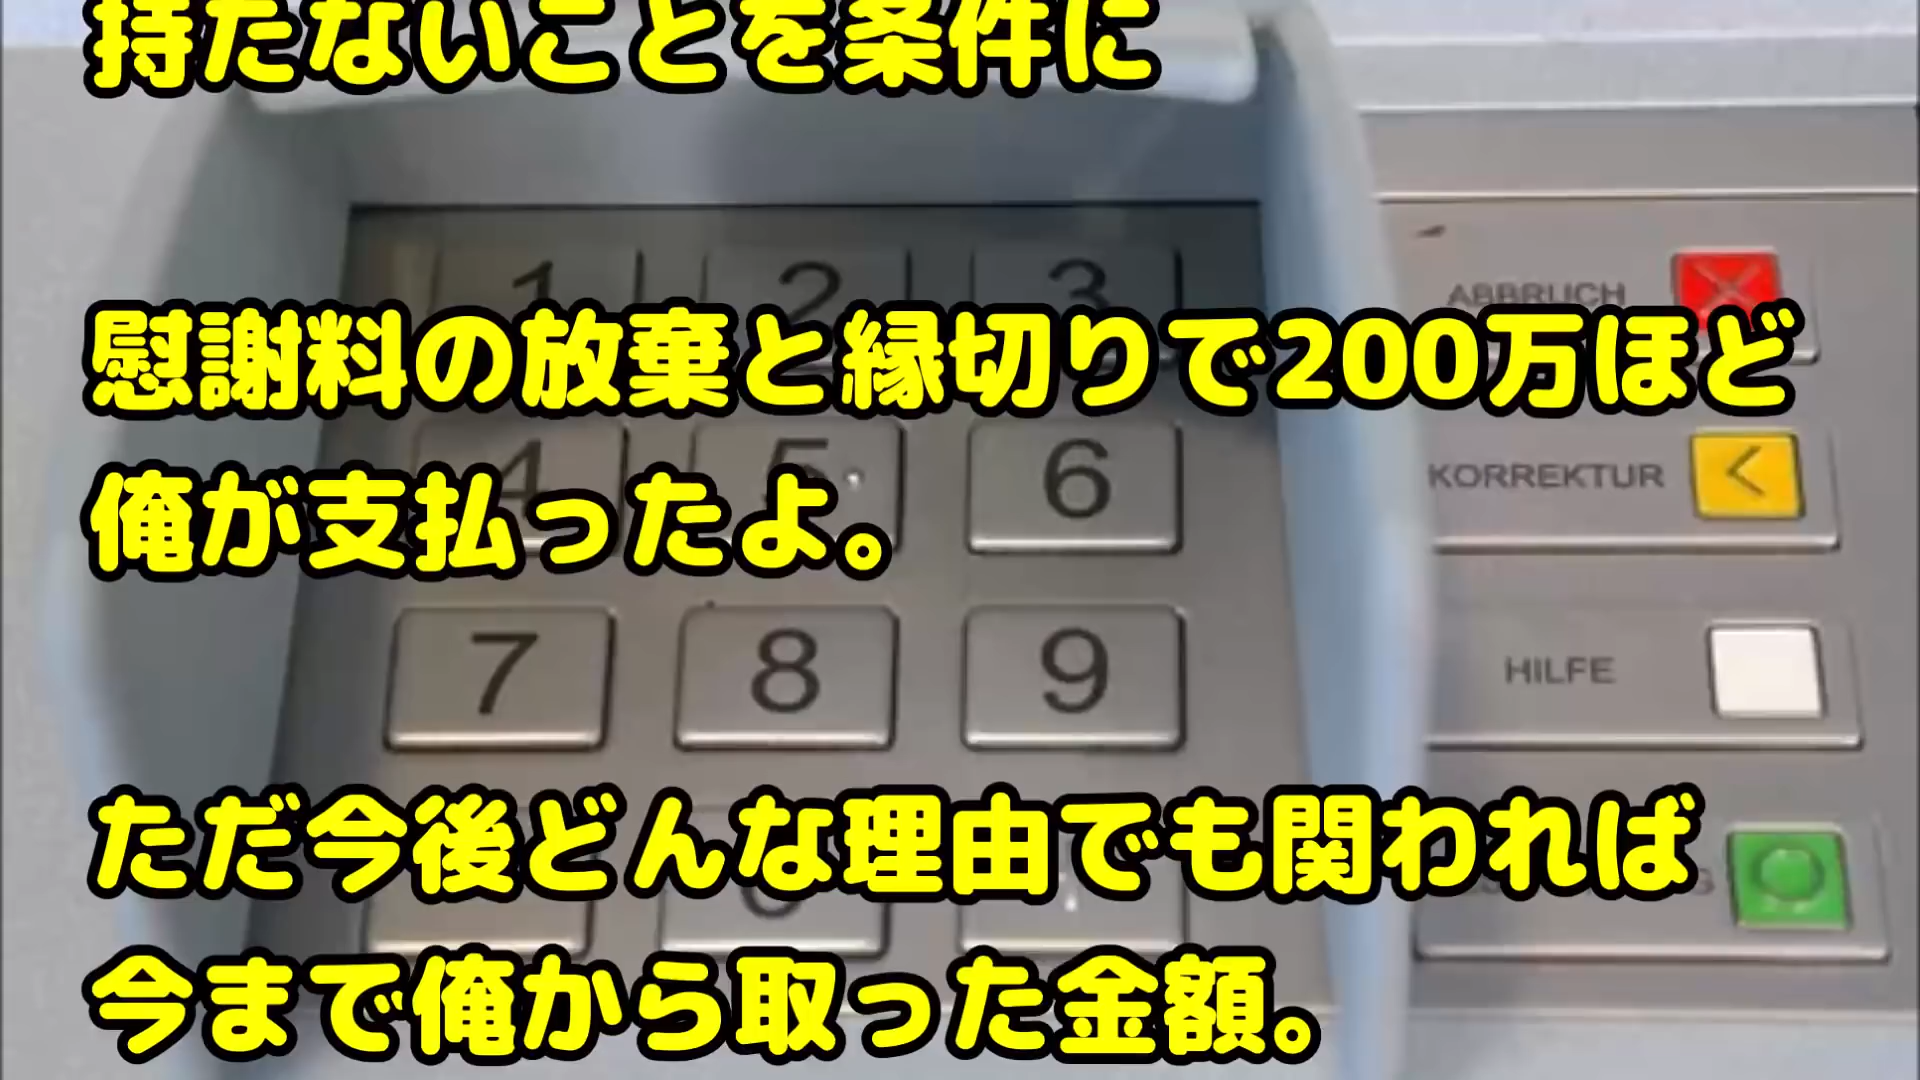 持たないことを条件に
1 2 3
ABBRUCH
慰謝料の放棄と縁切りで200万ほど
4 5 6
KORREKTUR
俺が支払ったよ。
7 8 9
HILFE
ただ今後どんな理由でも関われば
今まで俺から取った金額。